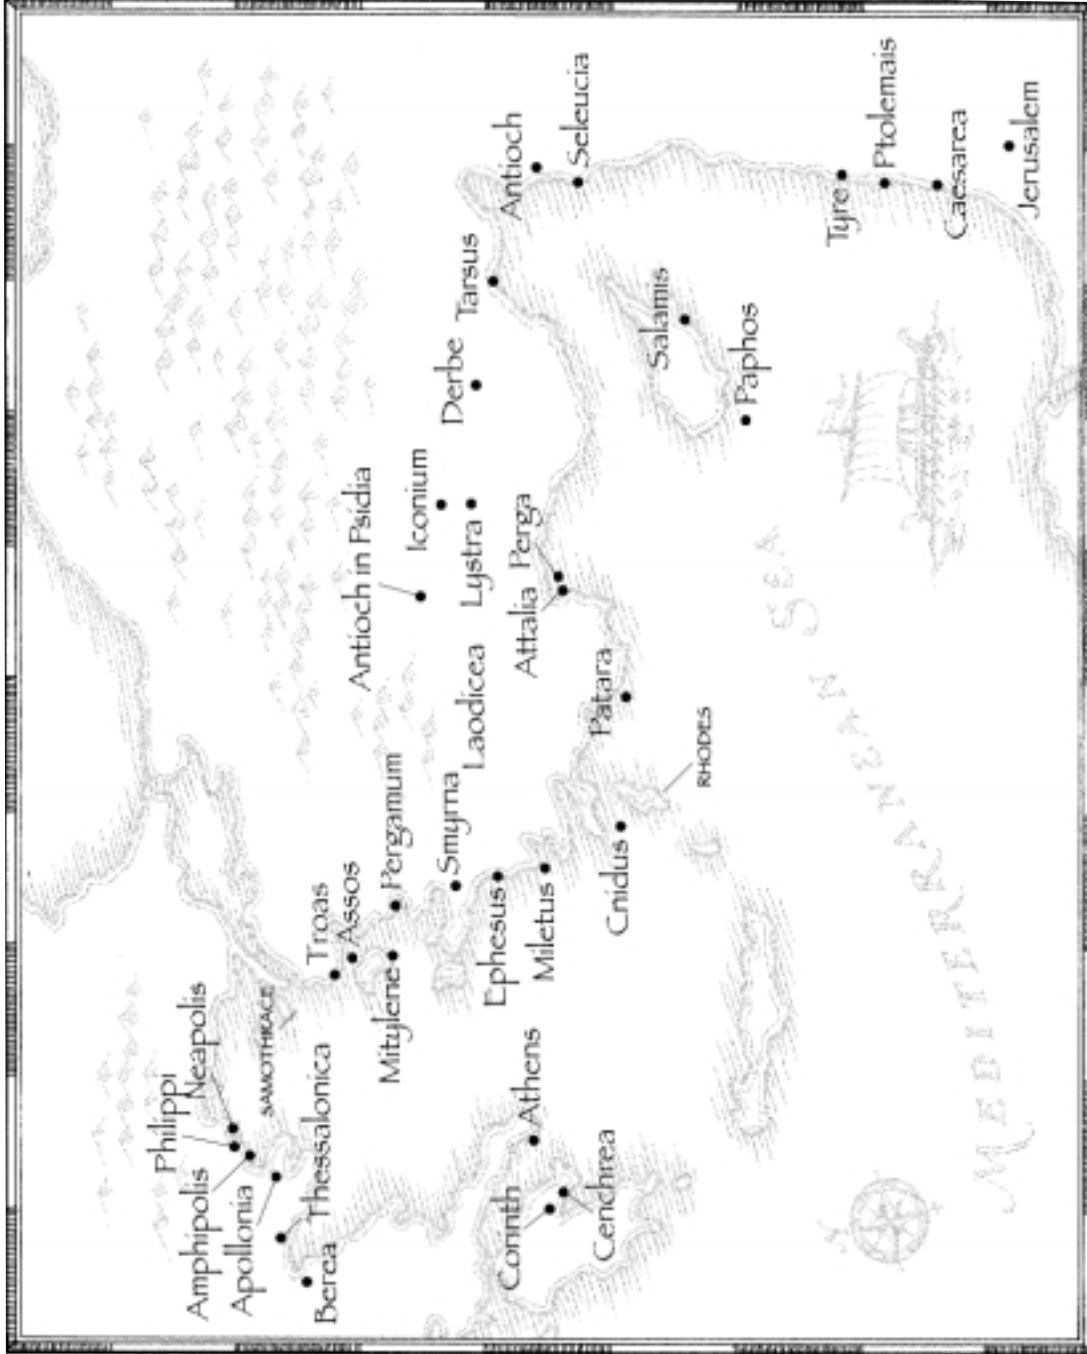 Philippi
Neapolis
Amphipolis
Apollonia
SAMOTHRACE
Thessalonica
Berea
Troas
Assos
Mitylene
Pergamum
Smyrna
Laodicea
Ephesus
Miletus
Athens
Corinth
Cenchrea
Cnidus
RHODES
Patara
Antioch in Psidia
Iconium
Lystra
Attalia
Perga
Derbe
Tarsus
Antioch
Seleucia
Salamis
Paphos
Tyre
Ptolemais
Caesarea
Jerusalem
MEDITERRANEAN SEA